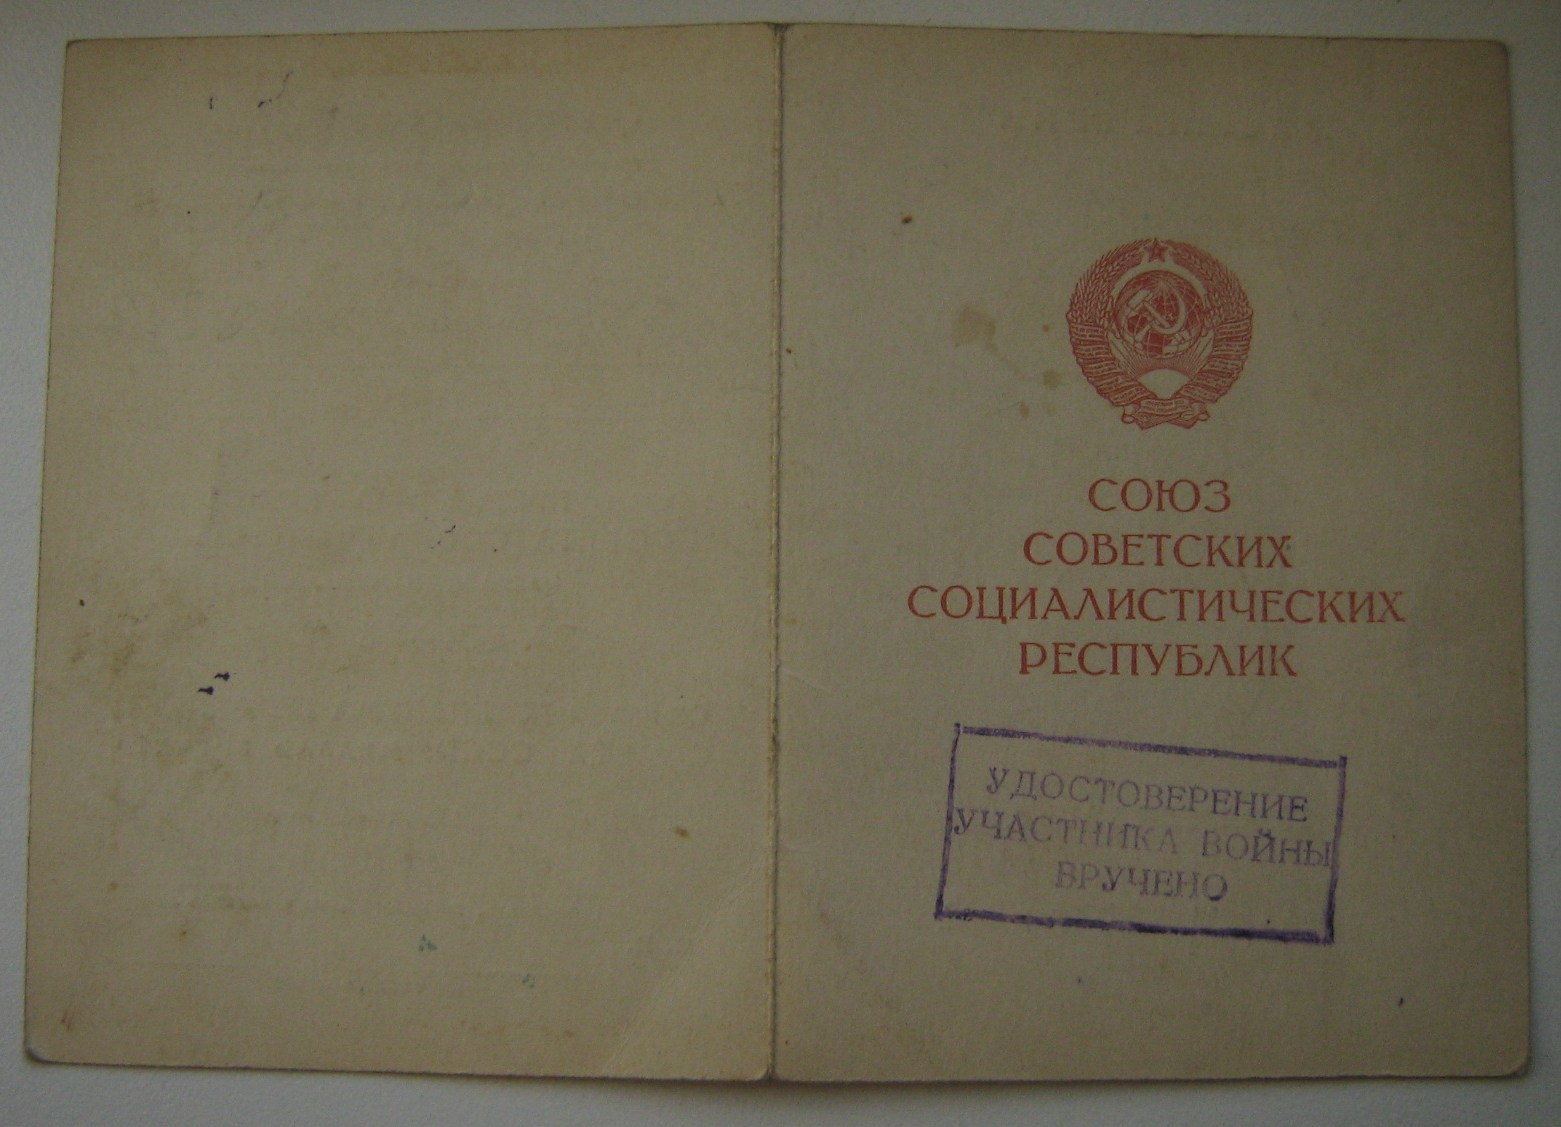 СОЮЗ
СОВЕТСКИХ
СОЦИАЛИСТИЧЕСКИХ
РЕСПУБЛИК
УДОСТОВЕРЕНИЕ
УЧАСТНИКА ВОЙНЫ
ВРУЧЕНО